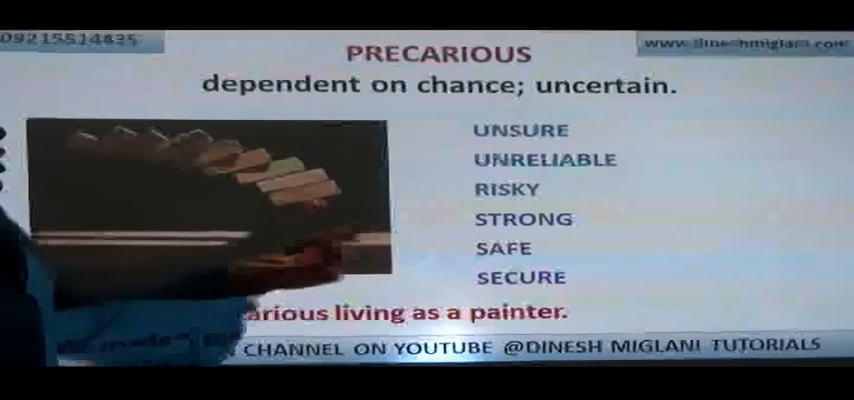 09215514835
www.dineshmiglani.com
PRECARIOUS
dependent on chance; uncertain.
UNSURE
UNRELIABLE
RISKY
STRONG
SAFE
SECURE
arious living as a painter.
CHANNEL ON YOUTUBE @DINESH MIGLANI TUTORIALS